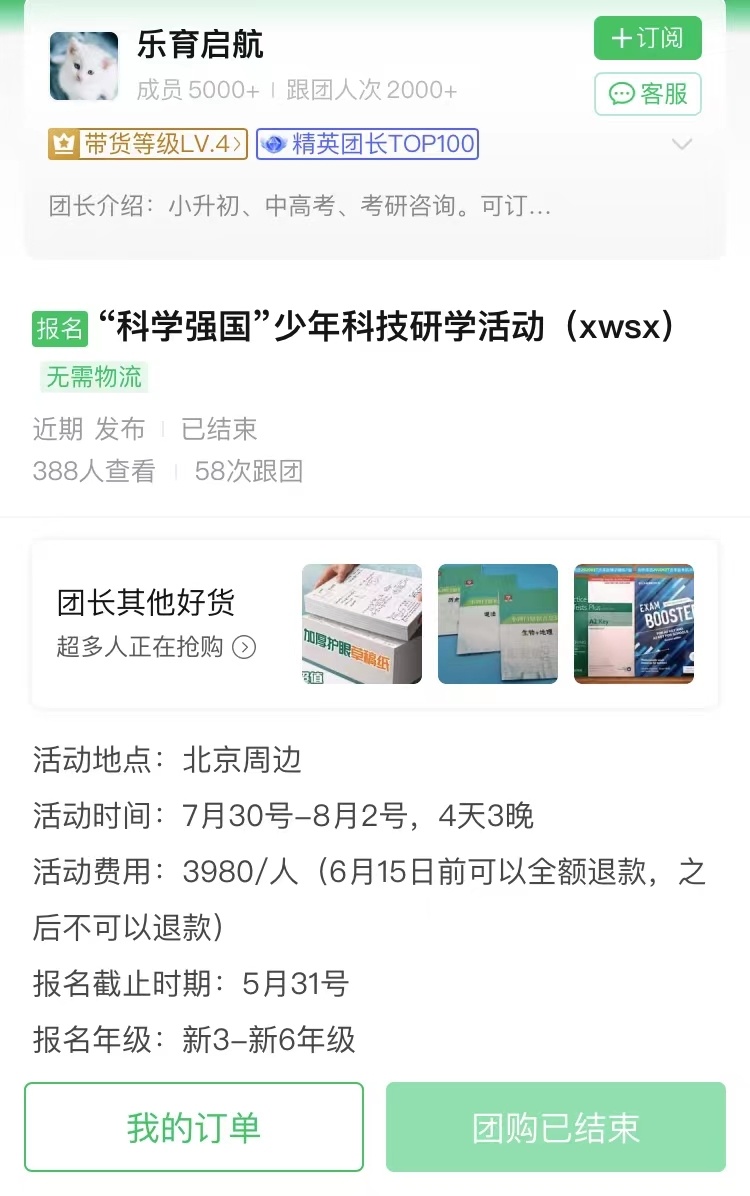 乐育启航
+订阅
成员 5000+ | 跟团人次 2000+
客服
带货等级LV.4
精英团长TOP100
团长介绍：小升初、中高考、考研咨询。可订...
报名 “科学强国”少年科技研学活动（xwsx）
无需物流
近期 发布 | 已结束
388人查看 | 58次跟团
团长其他好货
超多人正在抢购
加厚护眼草稿纸
超值
道法
生物+地理
A2 Key
EXAM BOOSTER
活动地点：北京周边
活动时间：7月30号–8月2号，4天3晚
活动费用：3980/人（6月15日前可以全额退款，之
后不可以退款）
报名截止时期：5月31号
报名年级：新3–新6年级
我的订单
团购已结束